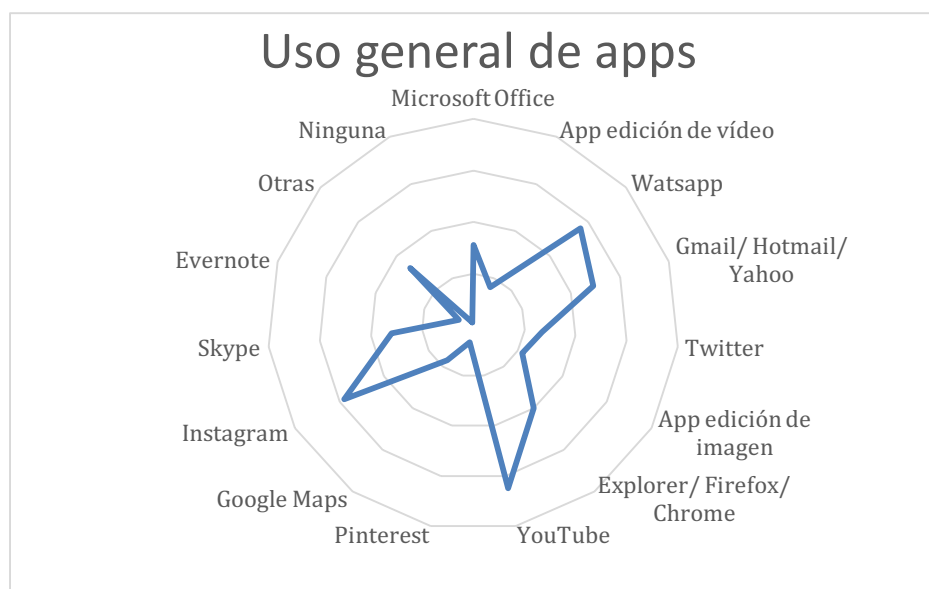 Uso general de apps
Microsoft Office
App edición de vídeo
Watsapp
Gmail/ Hotmail/
Yahoo
Twitter
App edición de
imagen
Explorer/ Firefox/
Chrome
YouTube
Pinterest
Google Maps
Instagram
Skype
Evernote
Otras
Ninguna